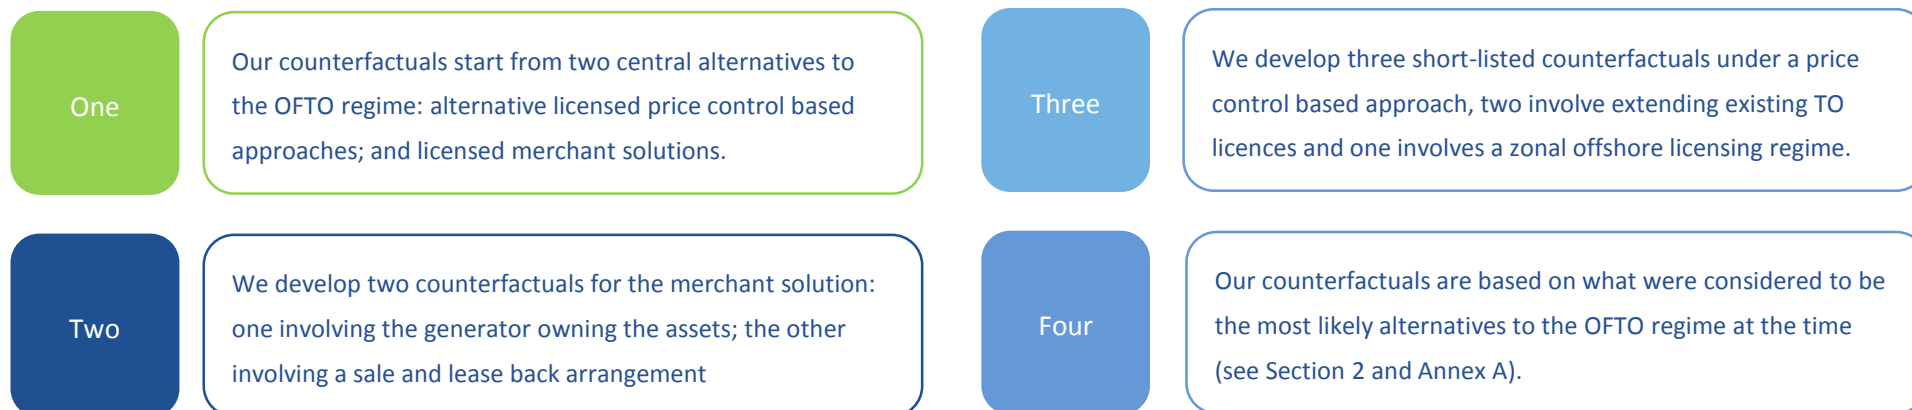 One
Our counterfactuals start from two central alternatives to
the OFTO regime: alternative licensed price control based
approaches; and licensed merchant solutions.
Two
We develop two counterfactuals for the merchant solution:
one involving the generator owning the assets; the other
involving a sale and lease back arrangement
Three
We develop three short-listed counterfactuals under a price
control based approach, two involve extending existing TO
licences and one involves a zonal offshore licensing regime.
Four
Our counterfactuals are based on what were considered to be
the most likely alternatives to the OFTO regime at the time
(see Section 2 and Annex A).